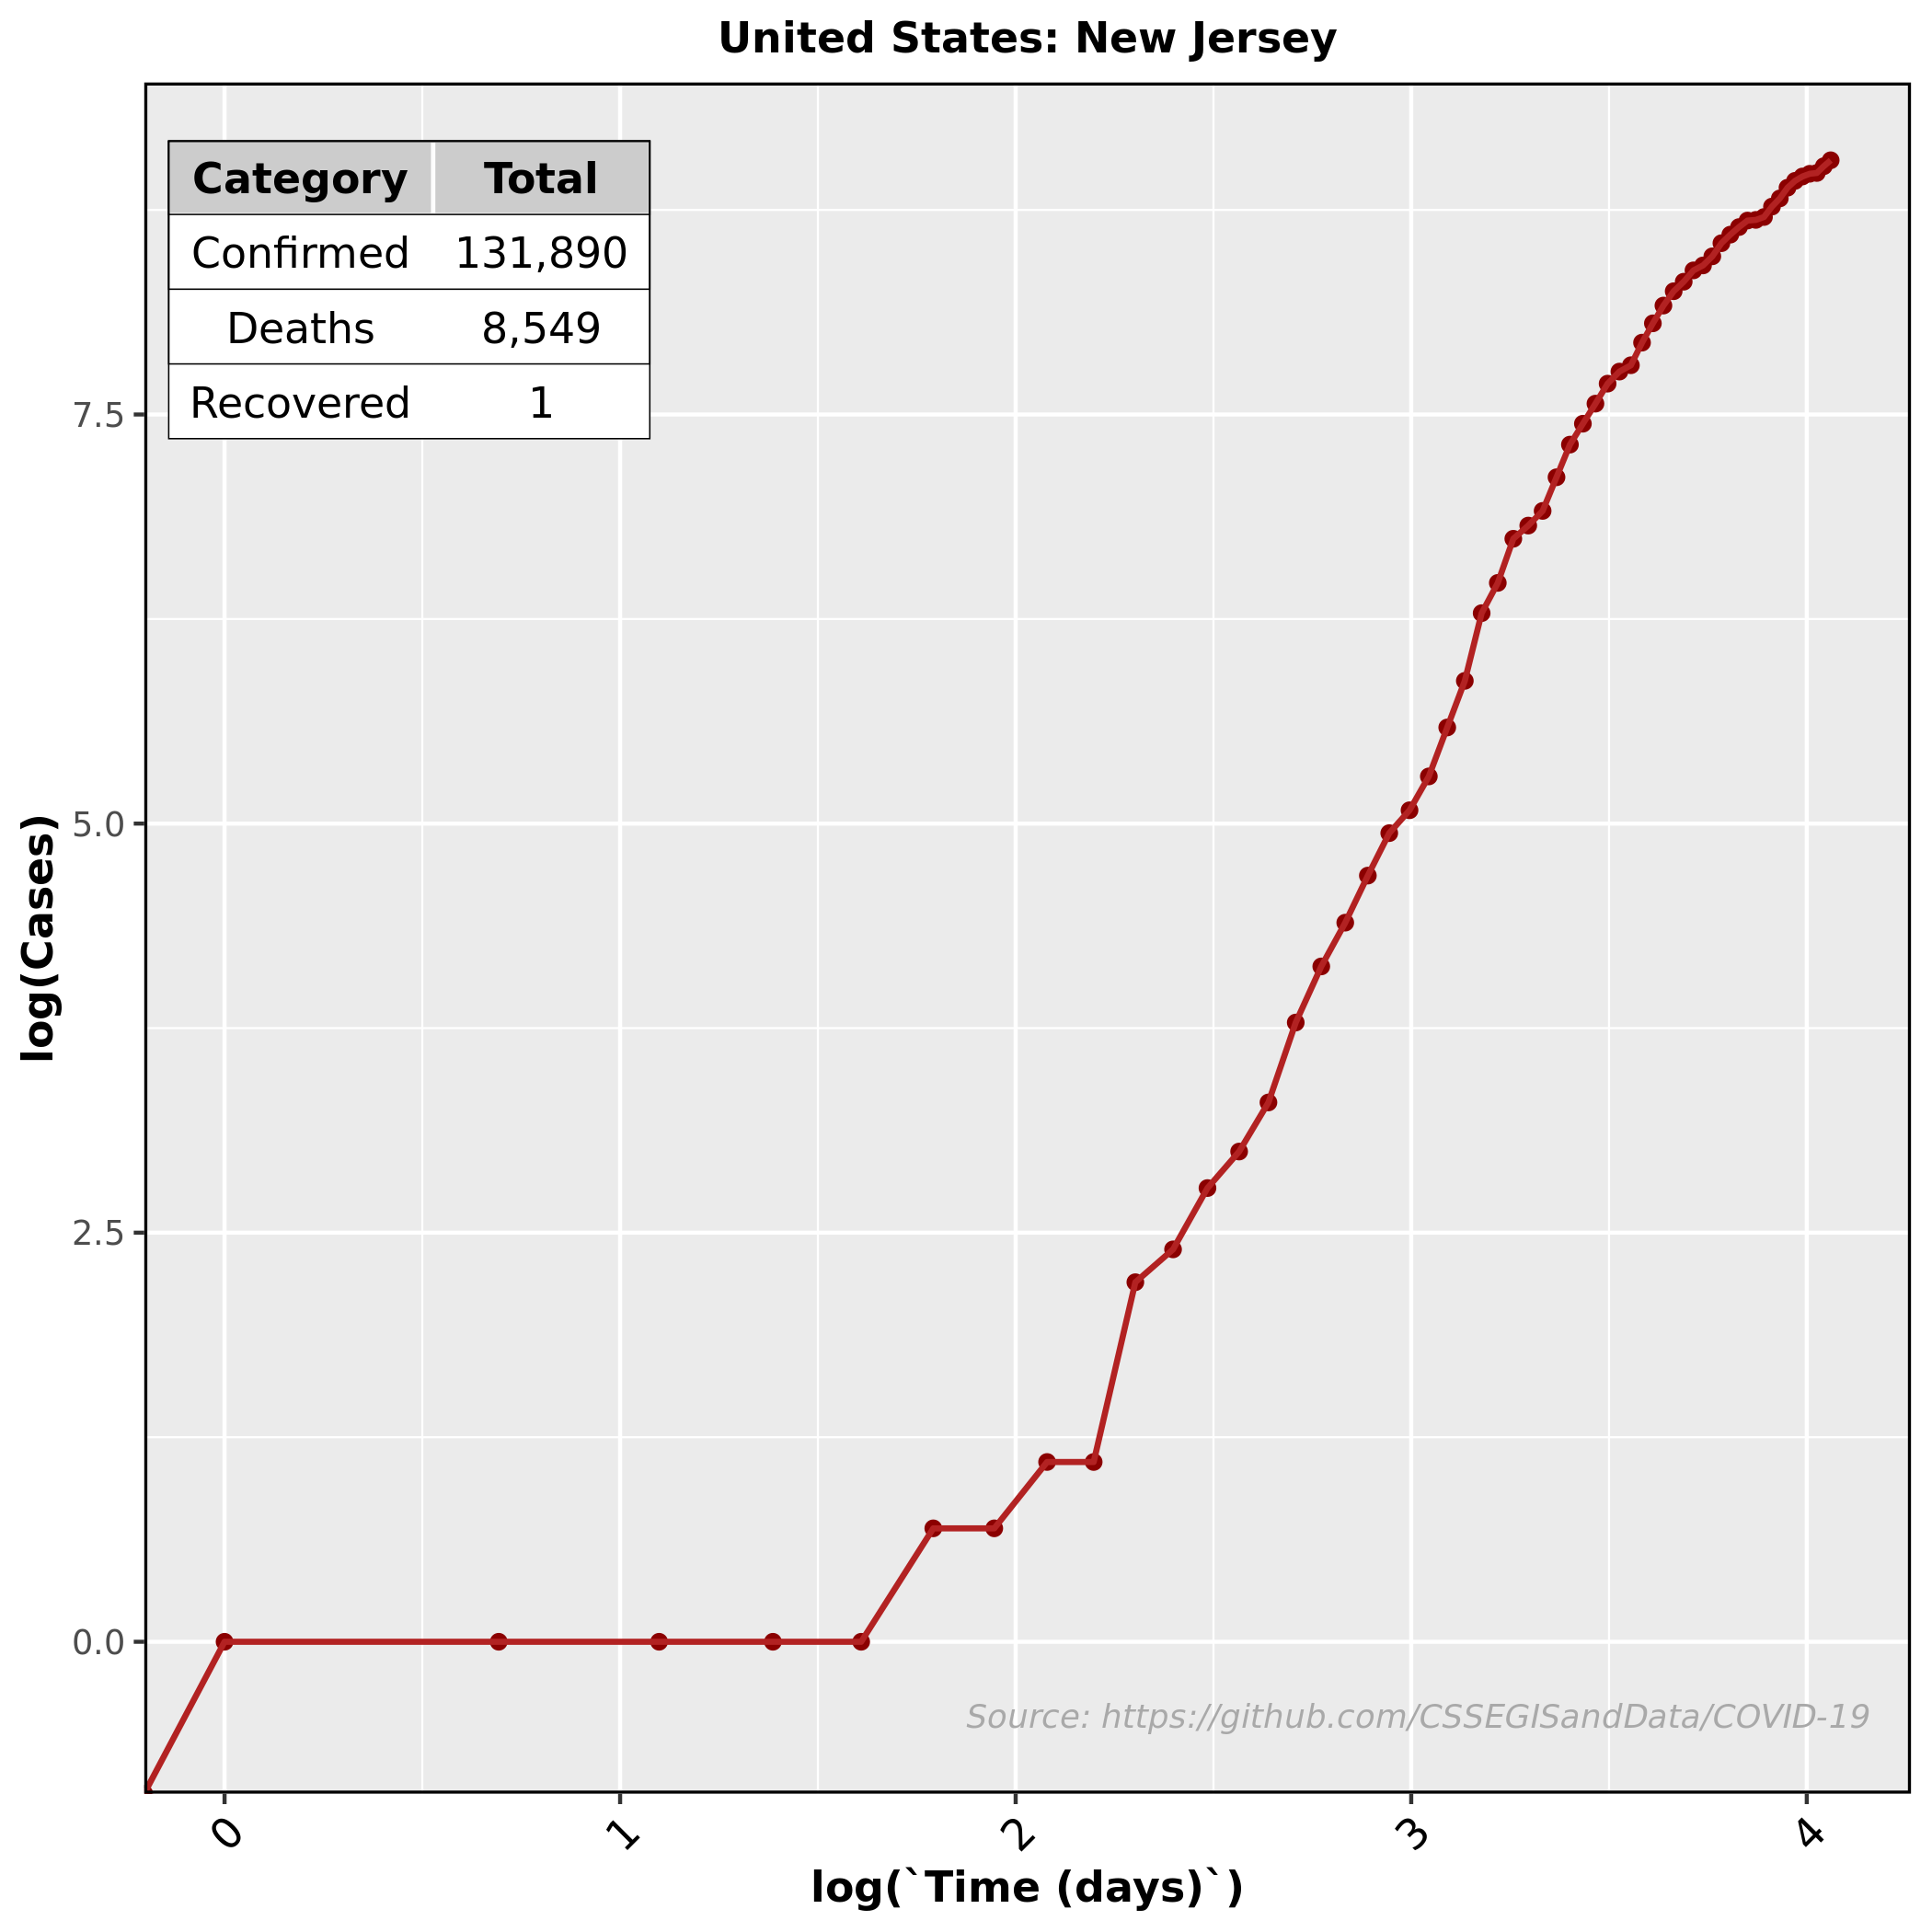 United States: New Jersey
Category Total
Confirmed 131,890
Deaths 8,549
Recovered 1
7.5
5.0
2.5
0.0
log(Cases)
Source: https://github.com/CSSEGISandData/COVID-19
0 1 2 3 4
log(`Time (days)`)